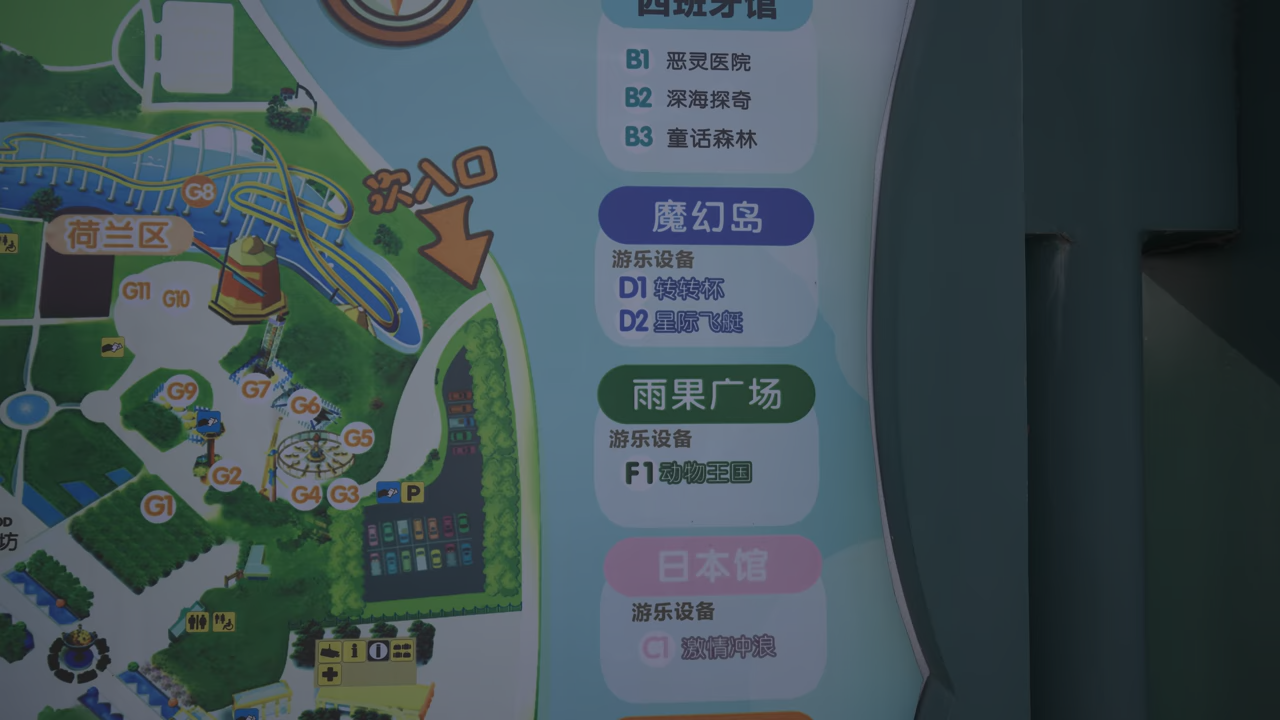 西班牙馆
B1 恶灵医院
B2 深海探奇
B3 童话森林
魔幻岛
游乐设备
D1 转转杯
D2 星际飞艇
雨果广场
游乐设备
F1 动物王国
日本馆
游乐设备
C1 激情冲浪
次入口
G8
荷兰区
G11
G10
G9
G7
G6
G5
G2
G4
G3
P
G1
坊